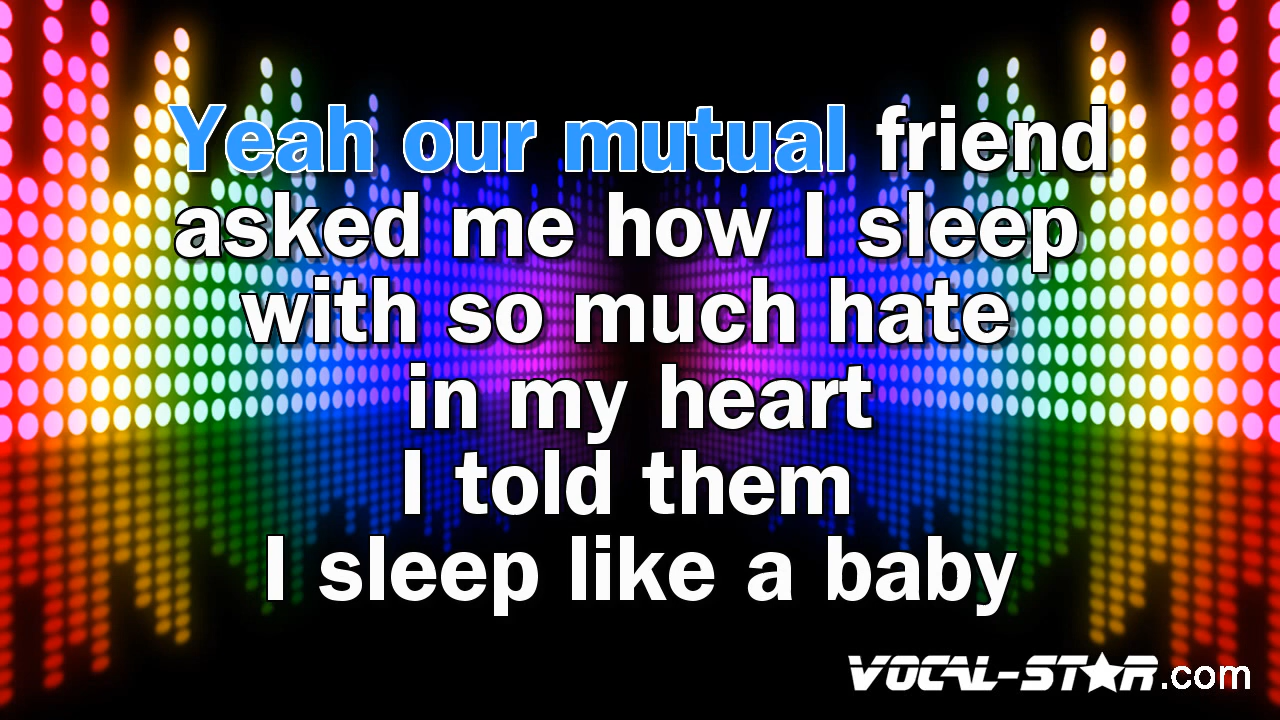 Yeah our mutual friend
asked me how I sleep
with so much hate
in my heart
I told them
I sleep like a baby
VOCAL-STAR.com